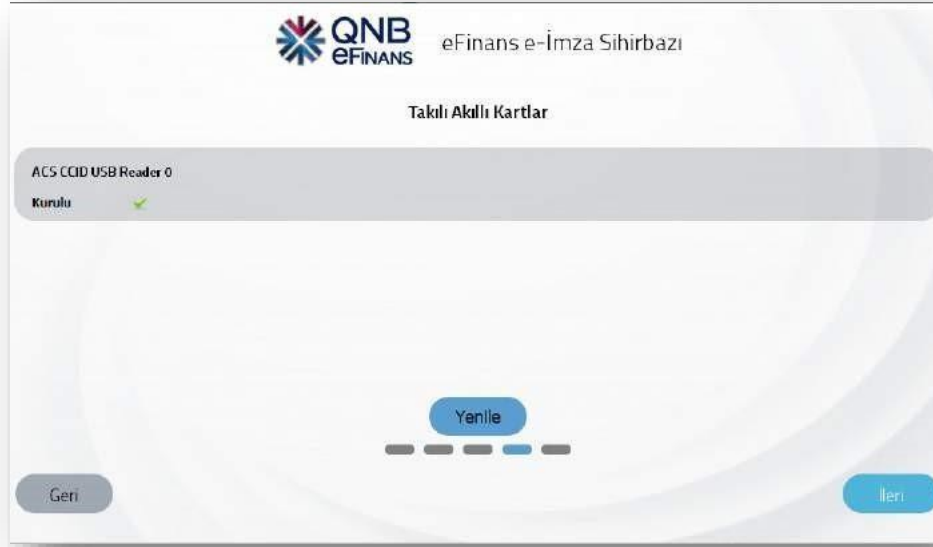 QNB
eFINANS
eFinans e-İmza Sihirbazı
Takılı Akıllı Kartlar
ACS CCID USB Reader 0
Kurulu
Yenile
Geri
İleri